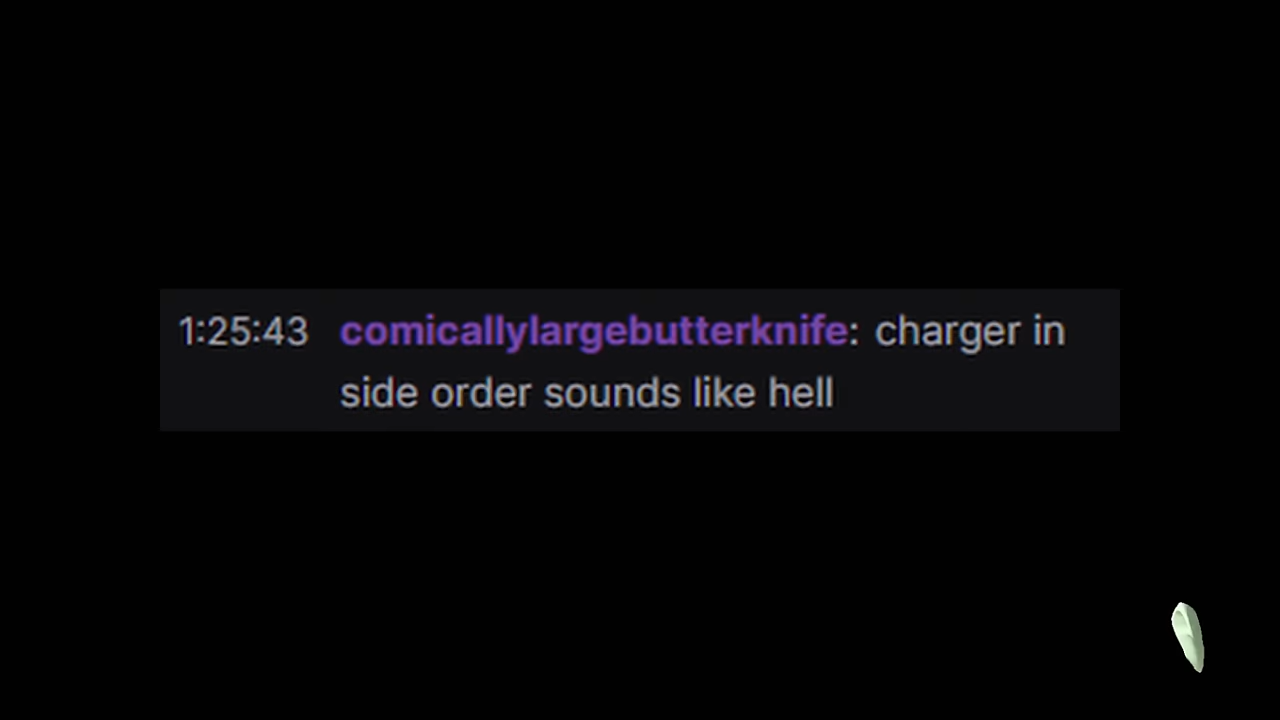 1:25:43 comicallylargebutterknife: charger in
side order sounds like hell